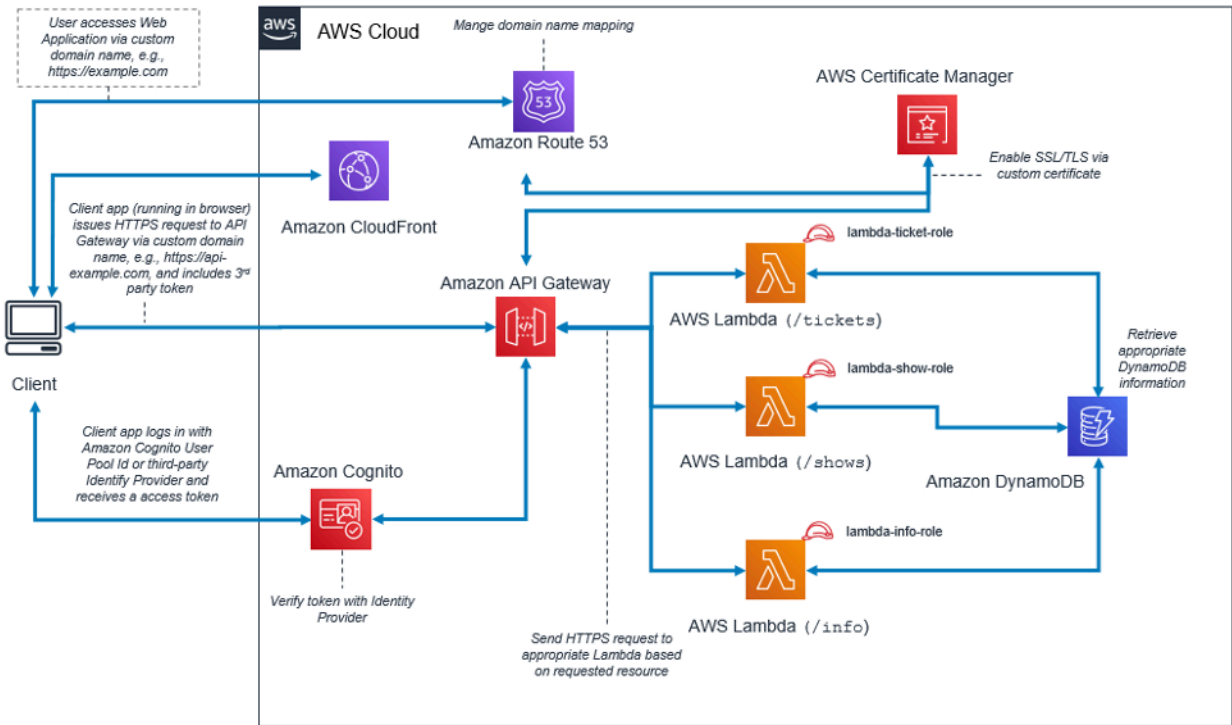 User accesses Web
Application via custom
domain name, e.g.,
https://example.com
aws
AWS Cloud
Mange domain name mapping
53
Amazon Route 53
AWS Certificate Manager
Enable SSL/TLS via
custom certificate
Amazon CloudFront
Client app (running in browser)
issues HTTPS request to API
Gateway via custom domain
name, e.g., https://api-
example.com, and includes 3rd
party token
Client
Amazon API Gateway
lambda-ticket-role
AWS Lambda (/tickets)
lambda-show-role
AWS Lambda (/shows)
lambda-info-role
AWS Lambda (/info)
Retrieve
appropriate
DynamoDB
information
Amazon DynamoDB
Client app logs in with
Amazon Cognito User
Pool Id or third-party
Identify Provider and
receives a access token
Amazon Cognito
Verify token with Identity
Provider
Send HTTPS request to
appropriate Lambda based
on requested resource